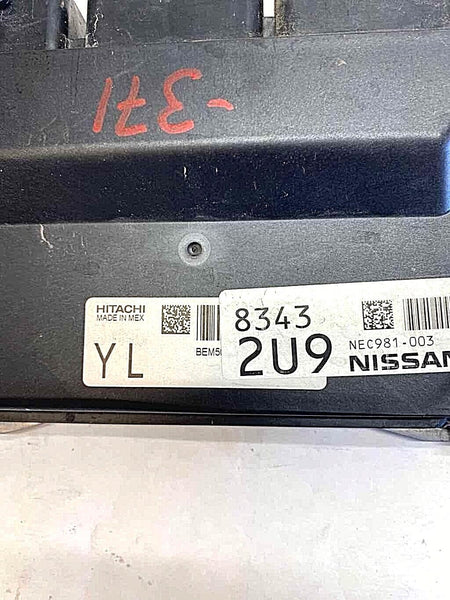 -371
HITACHI
MADE IN MEX
YL
8343
2U9
NEC981-003
NISSAN